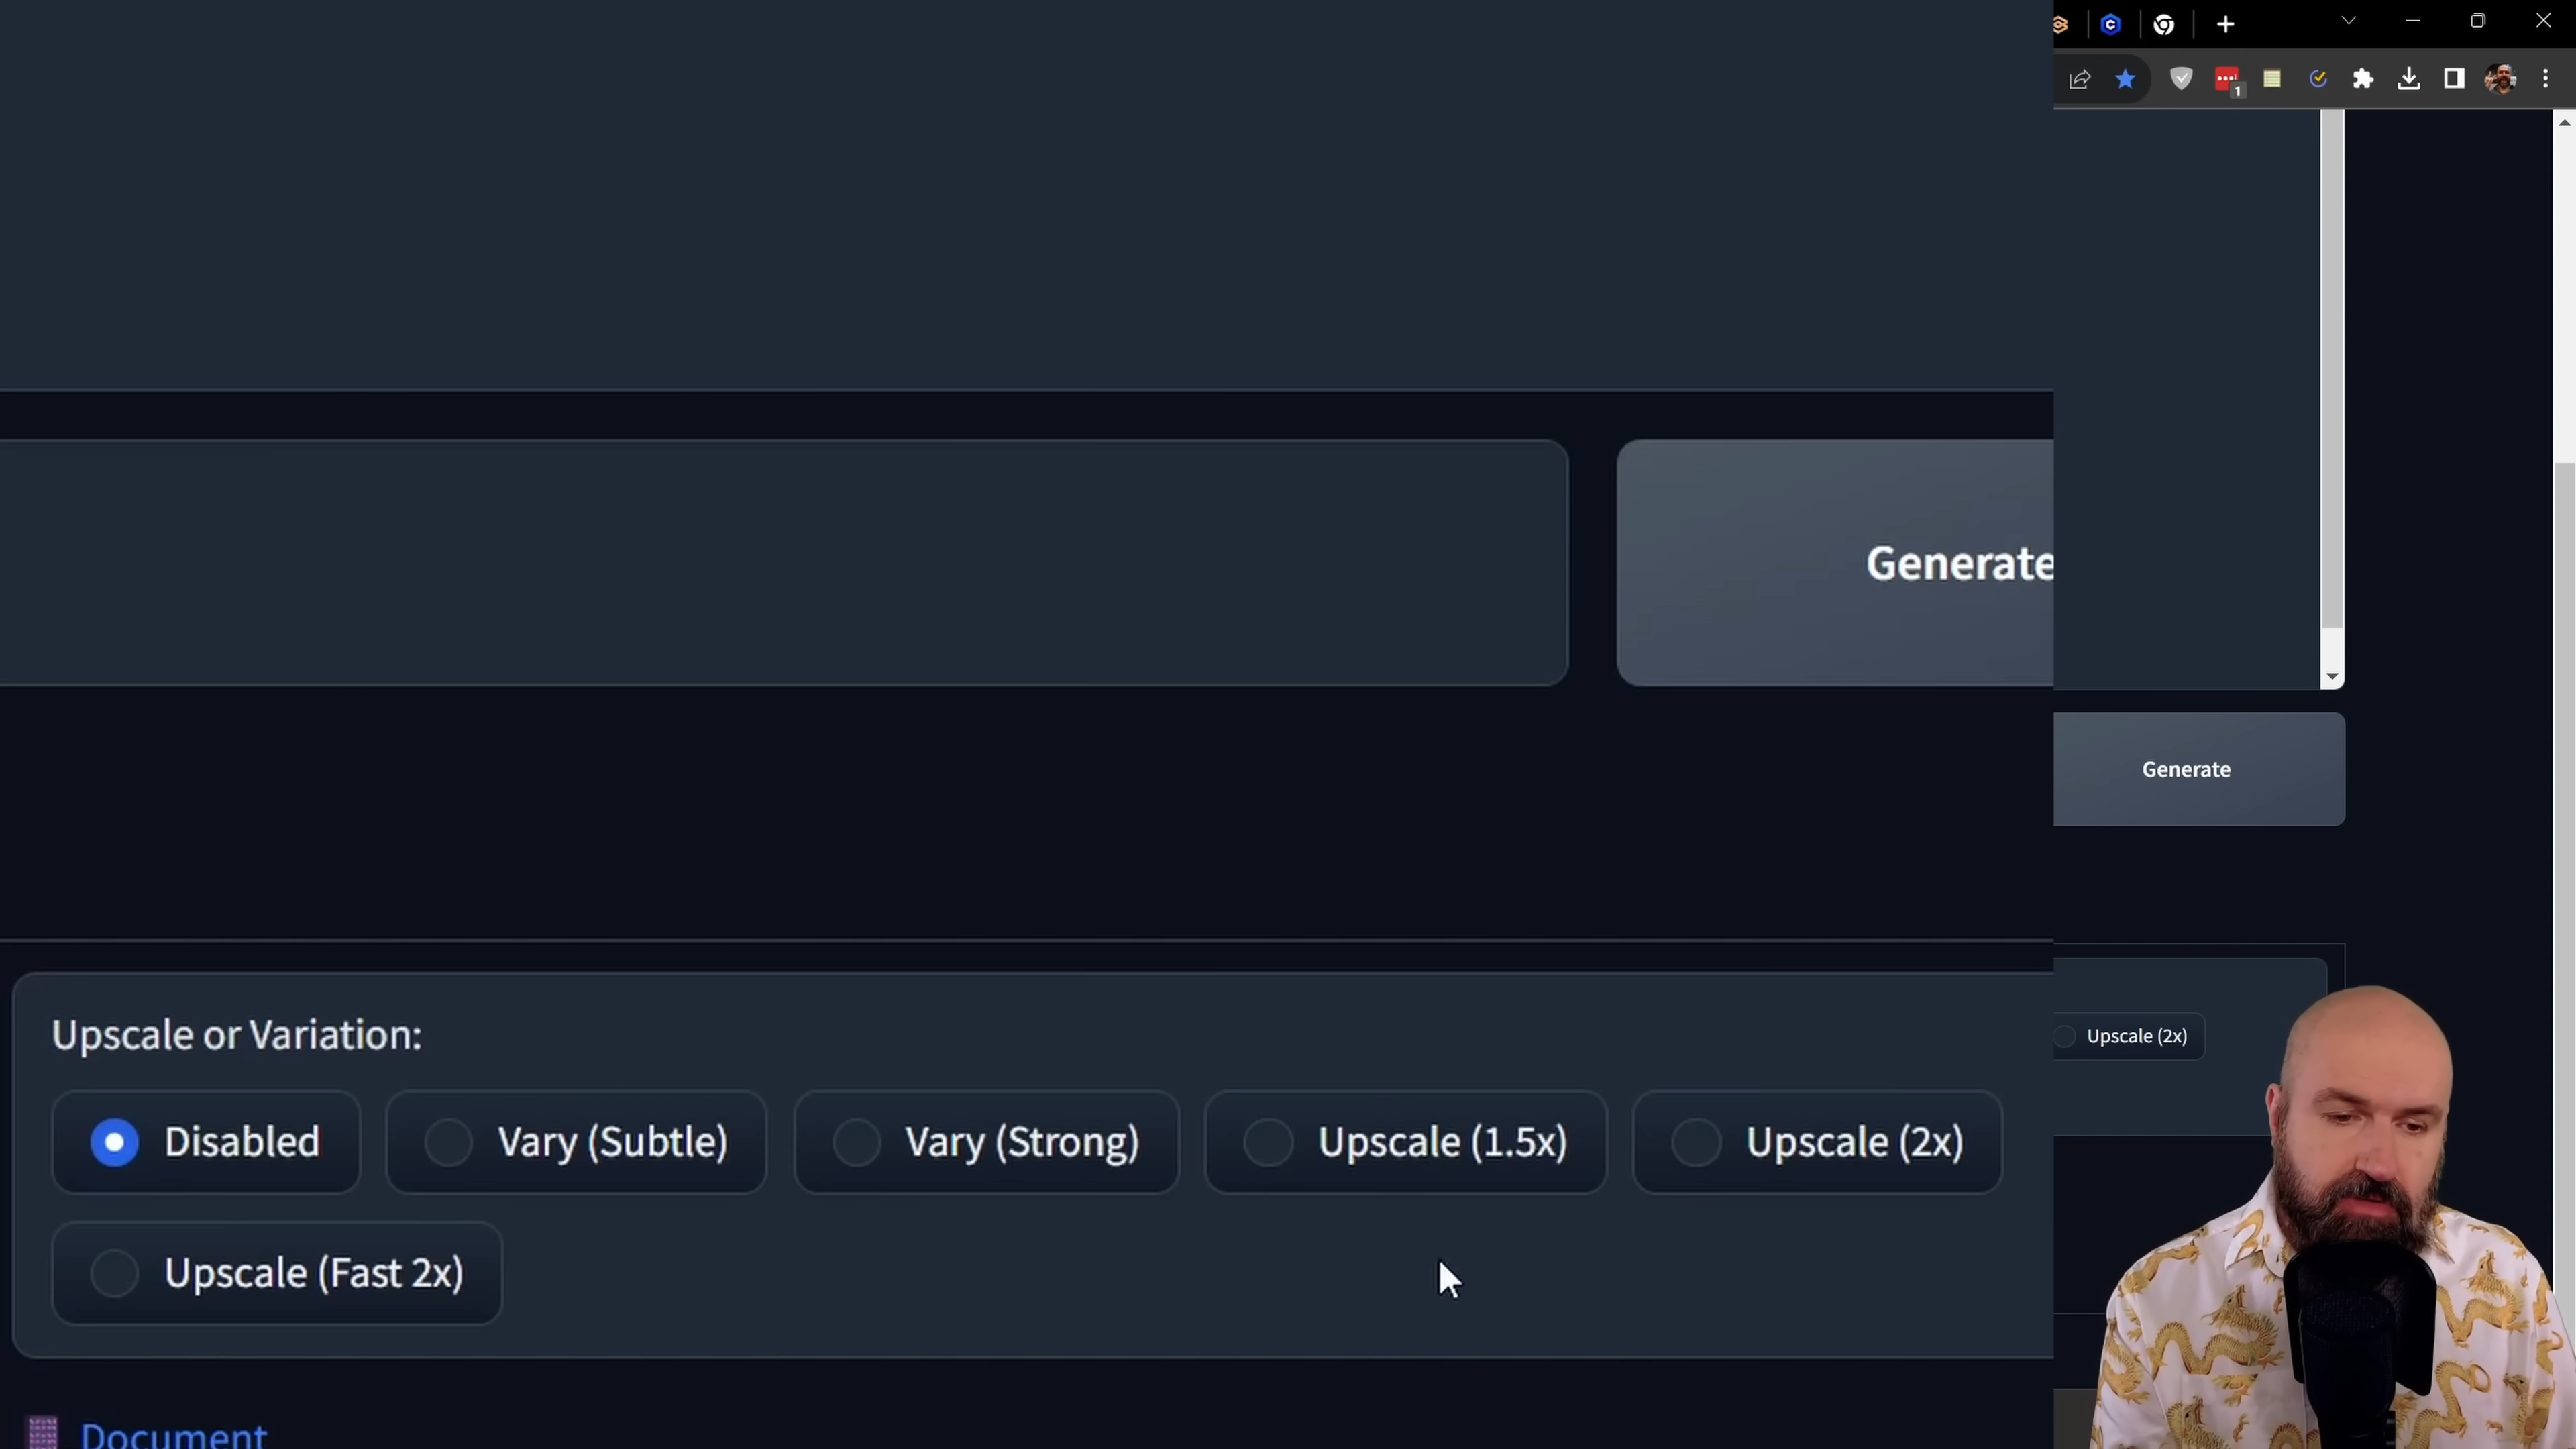 1
Generate
Generate
Upscale or Variation:
Disabled Vary (Subtle) Vary (Strong) Upscale (1.5x) Upscale (2x)
Upscale (2x)
Upscale (Fast 2x)
Document